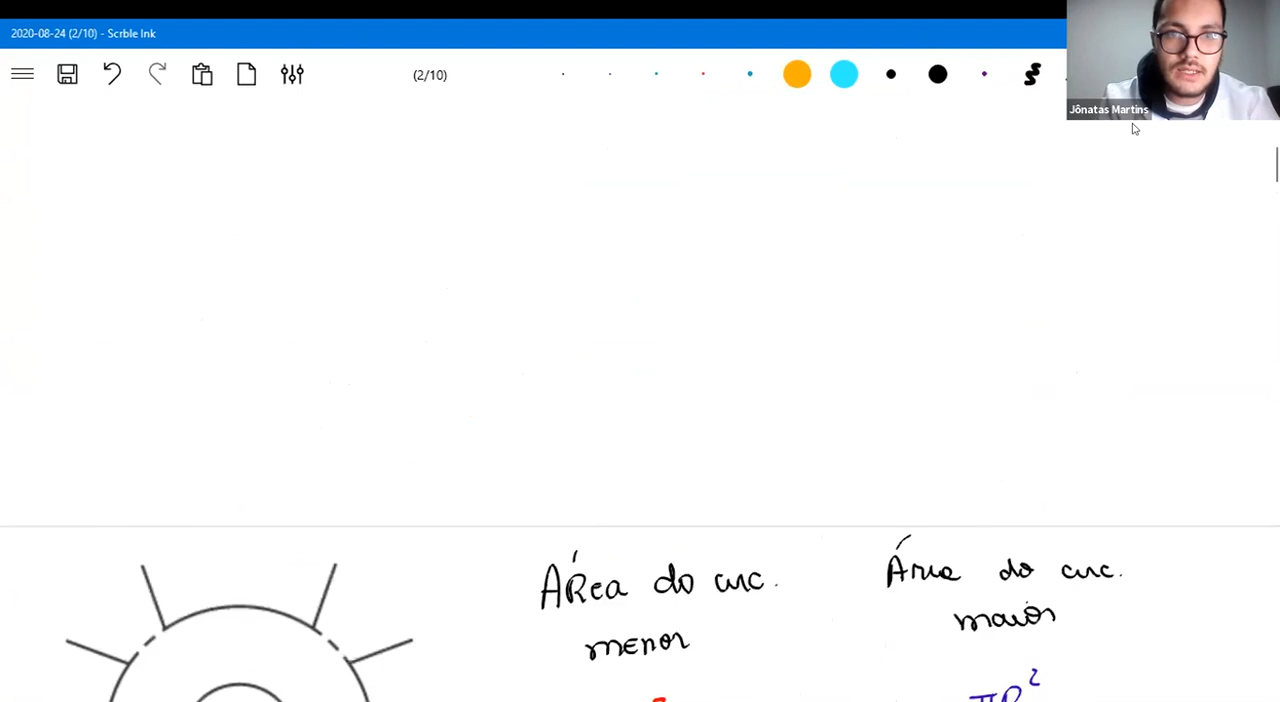 2020-08-24 (2/10) - Scrble Ink
(2/10)
Jônatas Martins
Área do circ.
menor
Área do circ.
maior
πR²